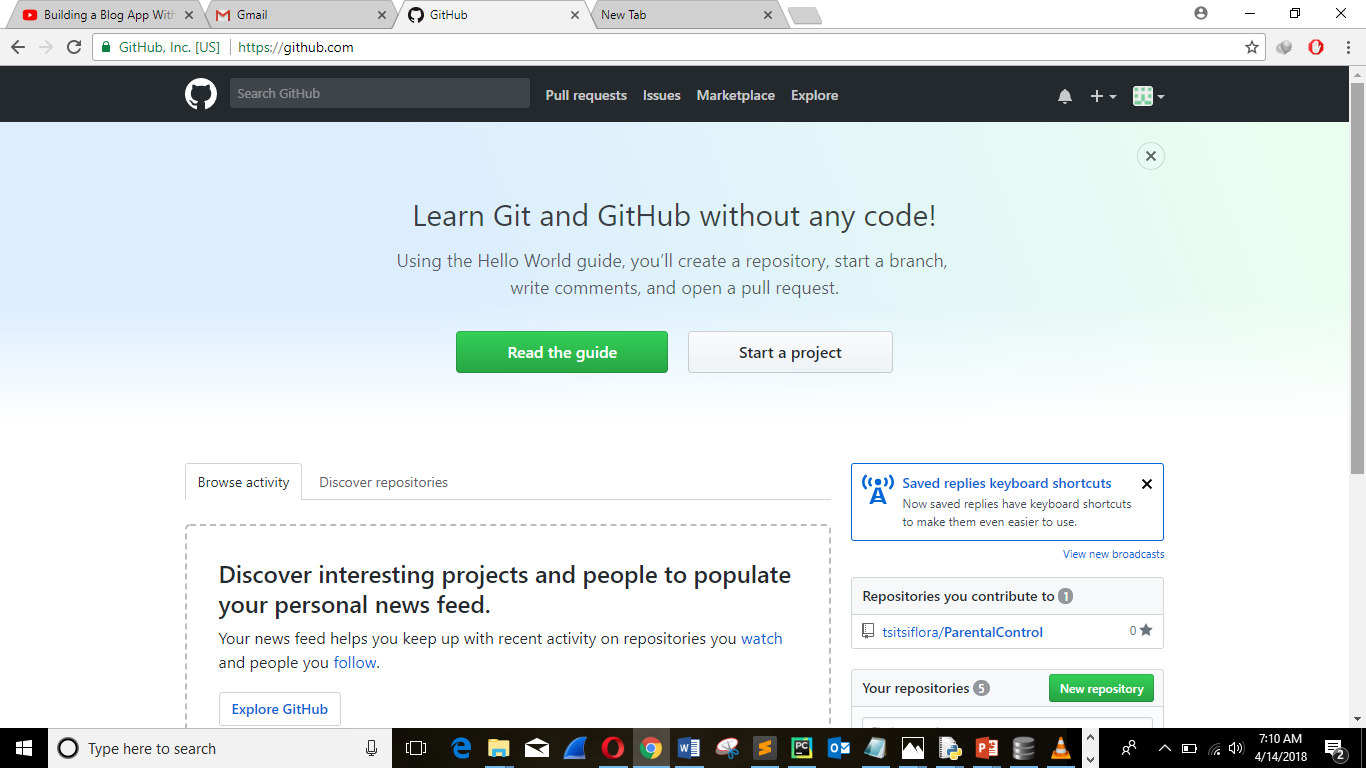 Building a Blog App With
Gmail
GitHub
New Tab
GitHub, Inc. [US]
https://github.com
Search GitHub
Pull requests
Issues
Marketplace
Explore
Learn Git and GitHub without any code!
Using the Hello World guide, you’ll create a repository, start a branch,
write comments, and open a pull request.
Read the guide
Start a project
Browse activity
Discover repositories
Discover interesting projects and people to populate
your personal news feed.
Your news feed helps you keep up with recent activity on repositories you watch
and people you follow.
Explore GitHub
Saved replies keyboard shortcuts
Now saved replies have keyboard shortcuts
to make them even easier to use.
View new broadcasts
Repositories you contribute to 1
tsitsiflora/ParentalControl
0
Your repositories 5
New repository
Type here to search
7:10 AM
4/14/2018
2